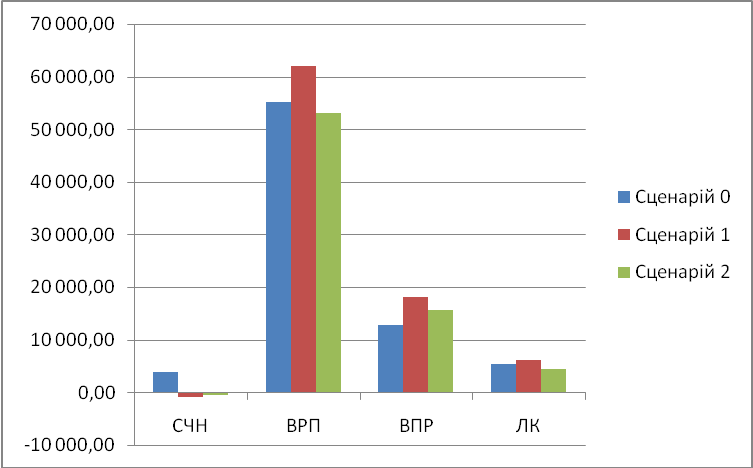 70 000,00
60 000,00
50 000,00
40 000,00
30 000,00
20 000,00
10 000,00
0,00
-10 000,00
СЧН ВРП ВПР ЛК
Сценарій 0
Сценарій 1
Сценарій 2